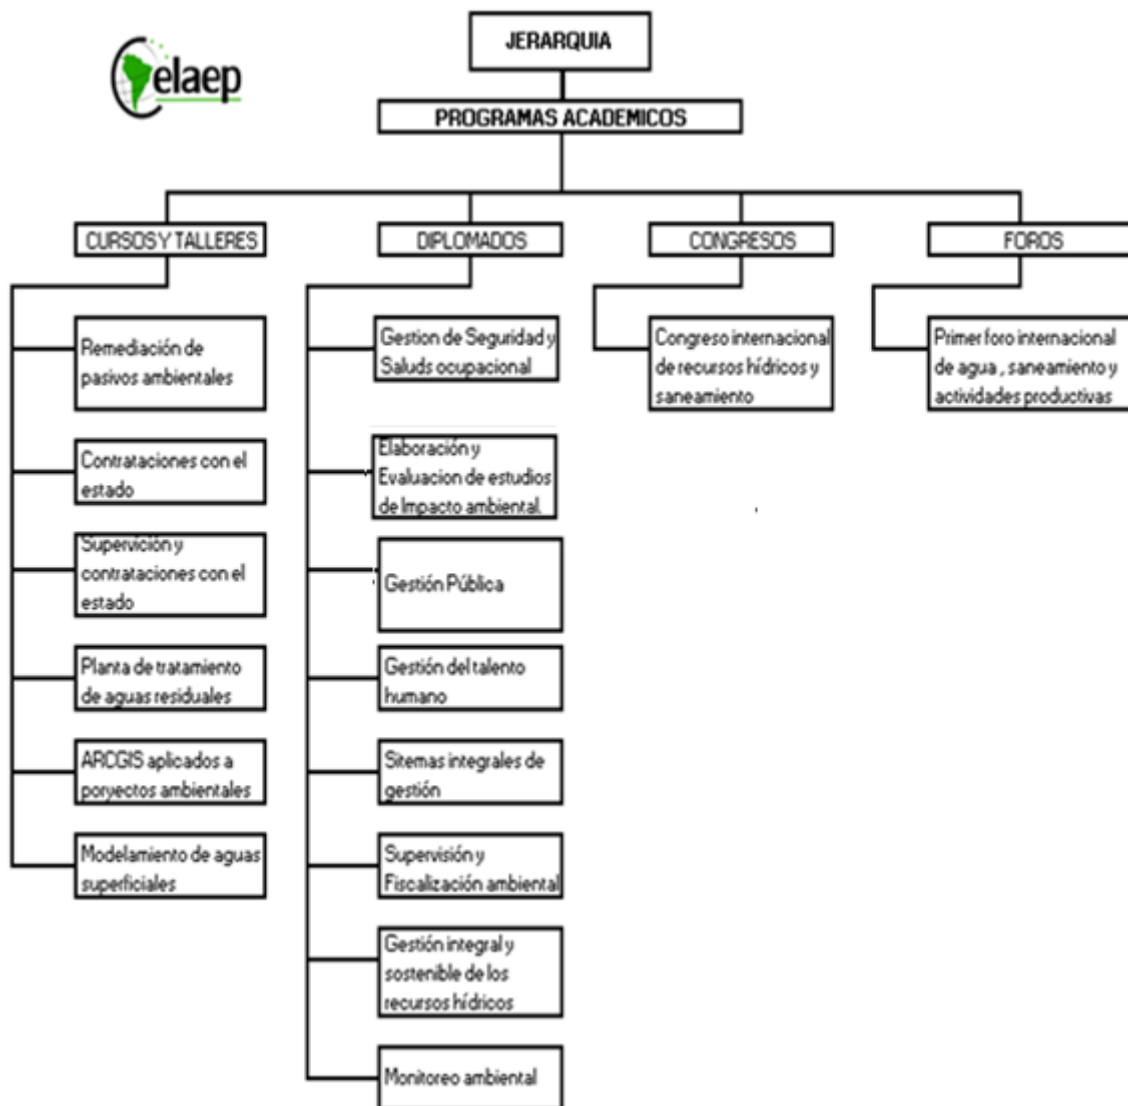 elaep
JERARQUIA
PROGRAMAS ACADEMICOS
CURSOS Y TALLERES
Remediación de
pasivos ambientales
Contrataciones con el
estado
Supervición y
contrataciones con el
estado
Planta de tratamiento
de aguas residuales
ARCGIS aplicados a
poryectos ambientales
Modelamiento de aguas
superficiales
DIPLOMADOS
Gestion de Seguridad y
Saluds ocupacional
Elaboración y
Evaluacion de estudios
de Impacto ambiental.
Gestión Pública
Gestión del talento
humano
Sitemas integrales de
gestión
Supervisión y
Fiscalización ambiental
Gestión integral y
sostenible de los
recursos hídricos
Monitoreo ambiental
CONGRESOS
Congreso internacional
de recursos hídricos y
saneamiento
FOROS
Primer foro internacional
de agua , saneamiento y
actividades productivas